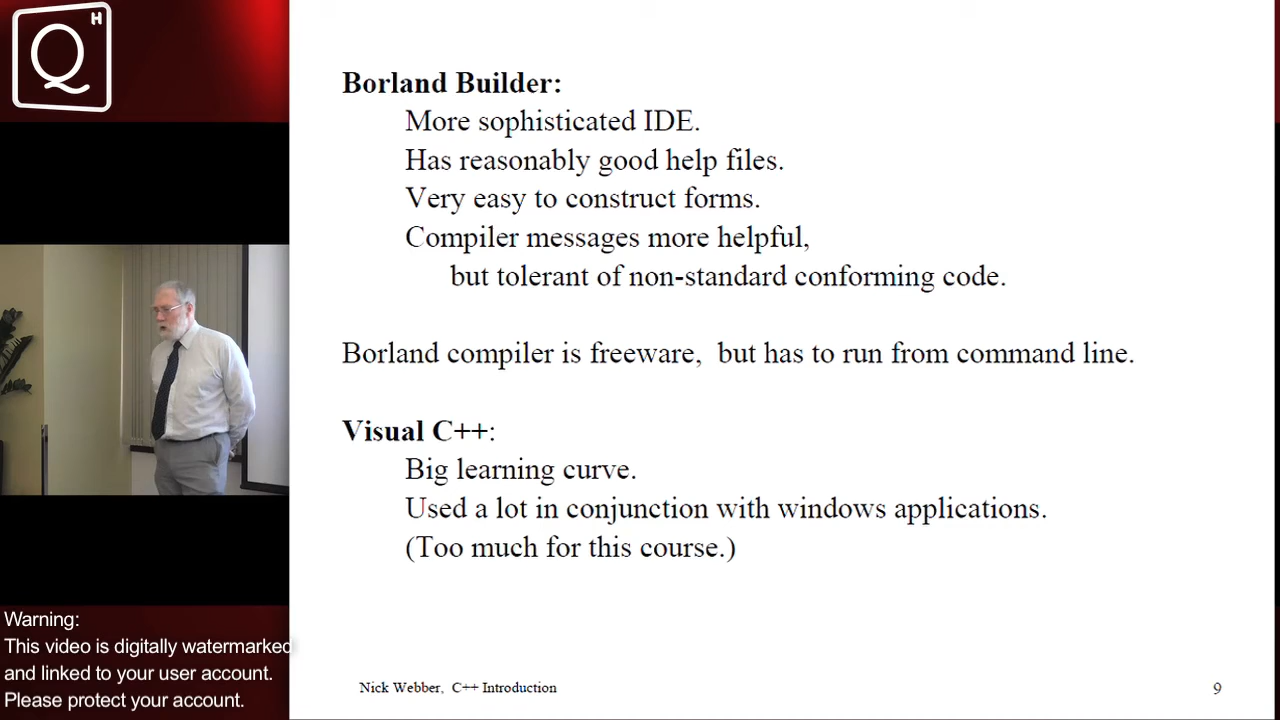 Q H
Borland Builder:
More sophisticated IDE.
Has reasonably good help files.
Very easy to construct forms.
Compiler messages more helpful,
but tolerant of non-standard conforming code.
Borland compiler is freeware, but has to run from command line.
Visual C++:
Big learning curve.
Used a lot in conjunction with windows applications.
(Too much for this course.)
Warning:
This video is digitally watermarked
and linked to your user account.
Please protect your account.
Nick Webber, C++ Introduction
9